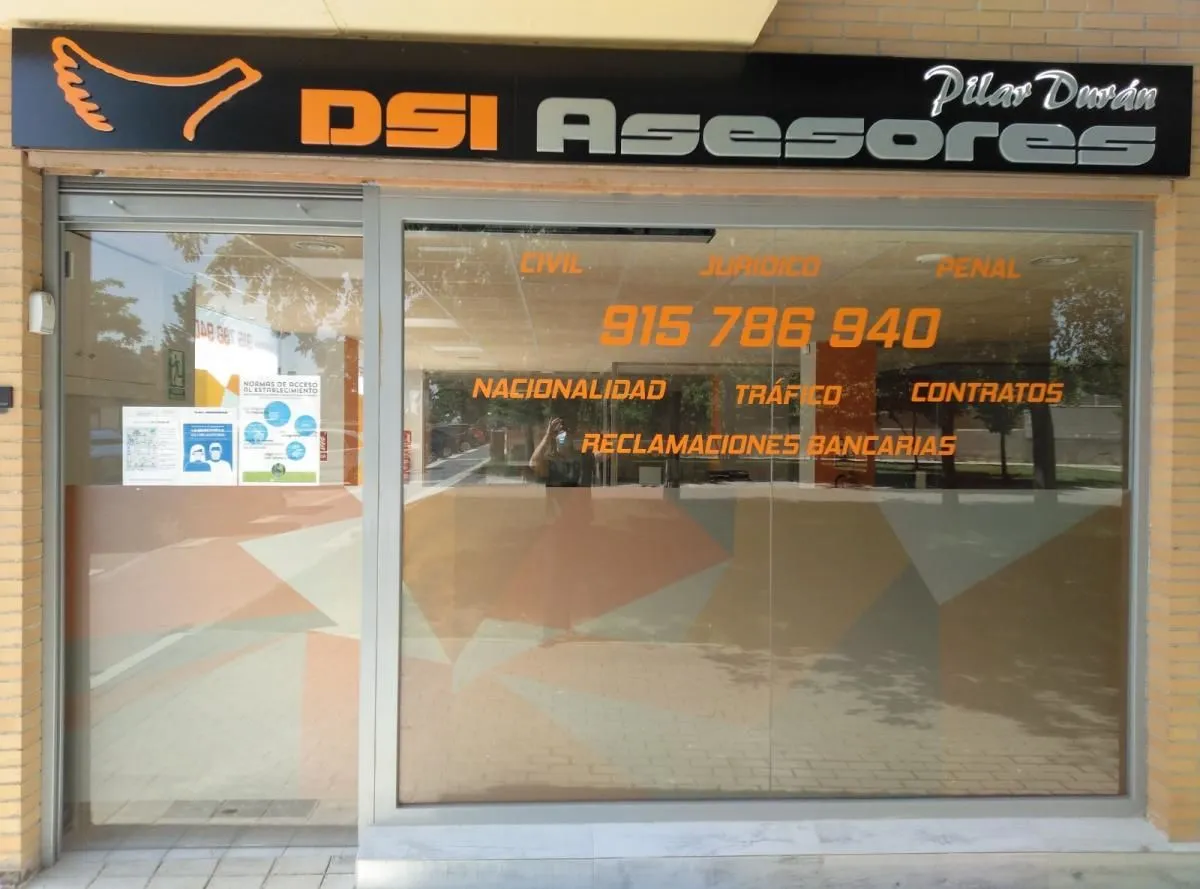 Pilar Durán
DSI Asesores
CIVIL JURIDICO PENAL
915 786 940
NACIONALIDAD TRÁFICO CONTRATOS
RECLAMACIONES BANCARIAS
NORMAS DE ACCESO
AL ESTABLECIMIENTO